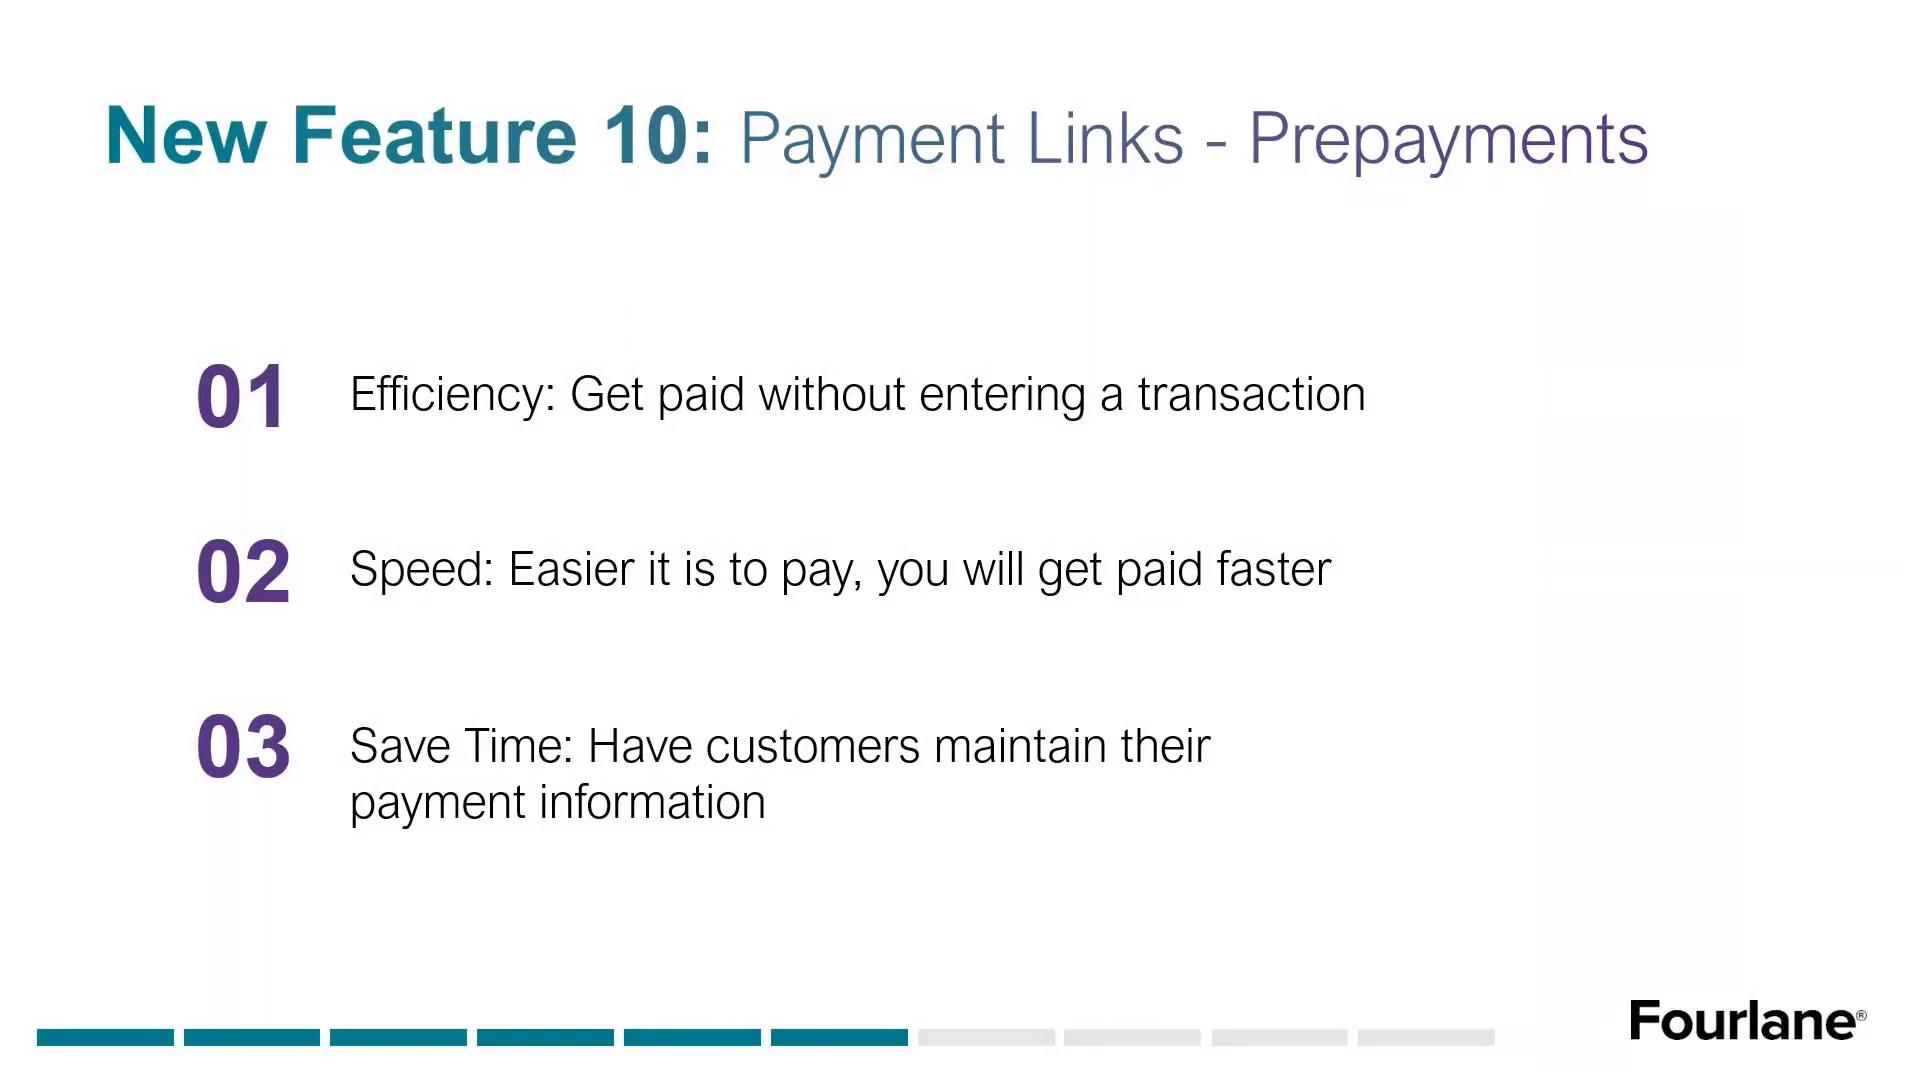 New Feature 10: Payment Links - Prepayments
01 Efficiency: Get paid without entering a transaction
02 Speed: Easier it is to pay, you will get paid faster
03 Save Time: Have customers maintain their
payment information
Fourlane®